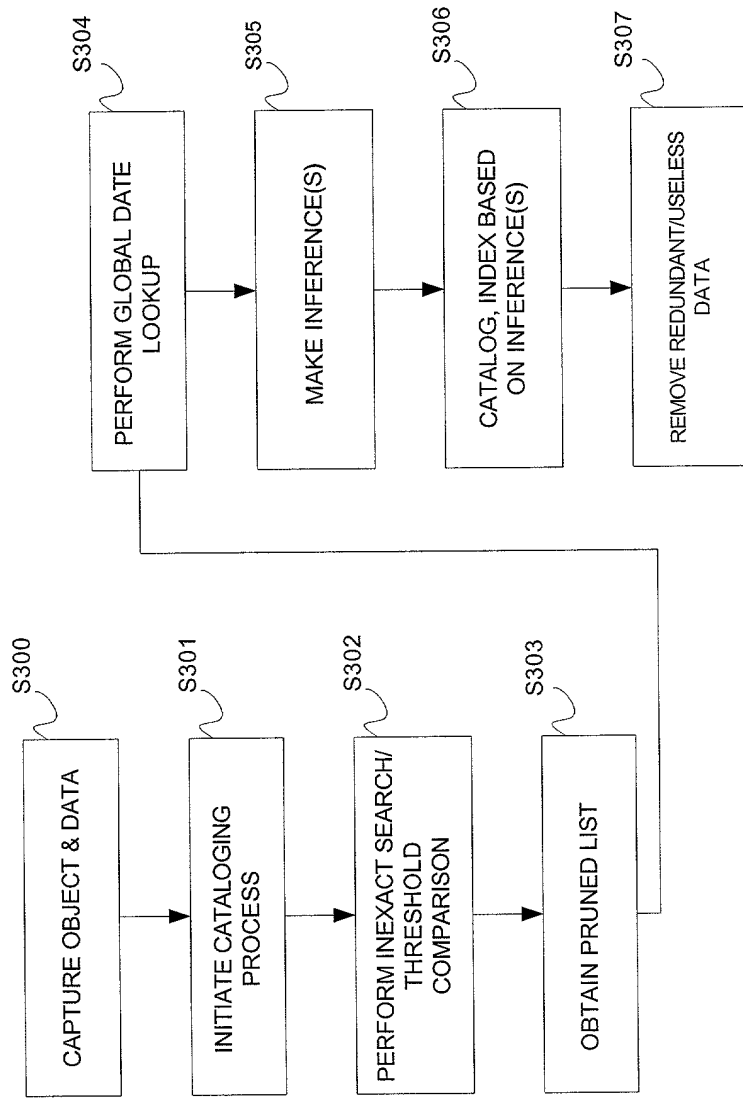 S300
CAPTURE OBJECT & DATA
S301
INITIATE CATALOGING
PROCESS
S302
PERFORM INEXACT SEARCH/
THRESHOLD
COMPARISON
S303
OBTAIN PRUNED LIST
S304
PERFORM GLOBAL DATE
LOOKUP
S305
MAKE INFERENCE(S)
S306
CATALOG, INDEX BASED
ON INFERENCE(S)
S307
REMOVE REDUNDANT/USELESS
DATA